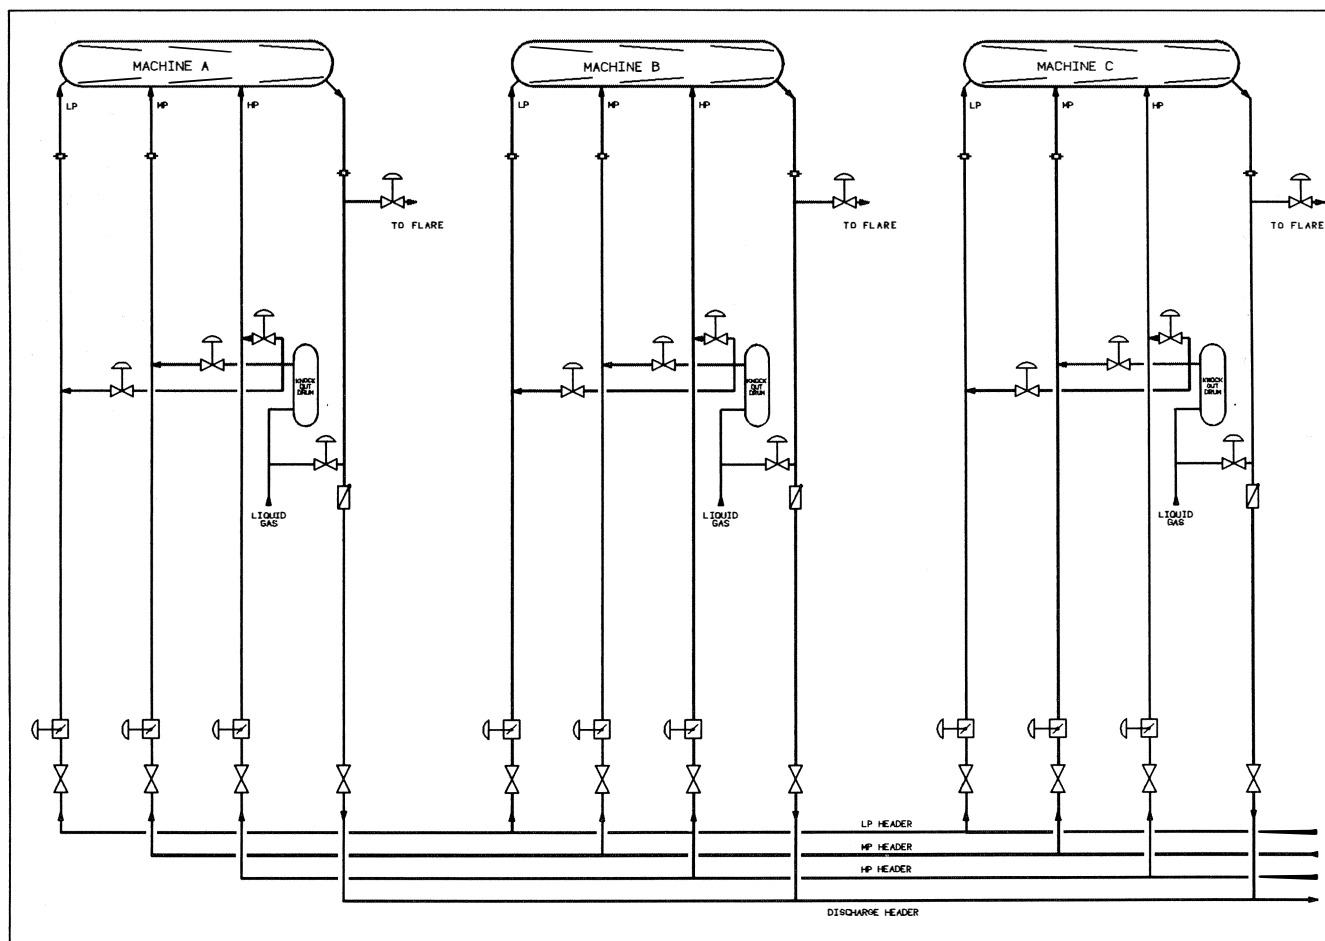 MACHINE A
MACHINE B
MACHINE C
LP
MP
HP
LP
MP
HP
LP
MP
HP
TO FLARE
TO FLARE
TO FLARE
KNOCK
OUT
DRUM
KNOCK
OUT
DRUM
KNOCK
OUT
DRUM
LIQUID
GAS
LIQUID
GAS
LIQUID
GAS
LP HEADER
MP HEADER
HP HEADER
DISCHARGE HEADER